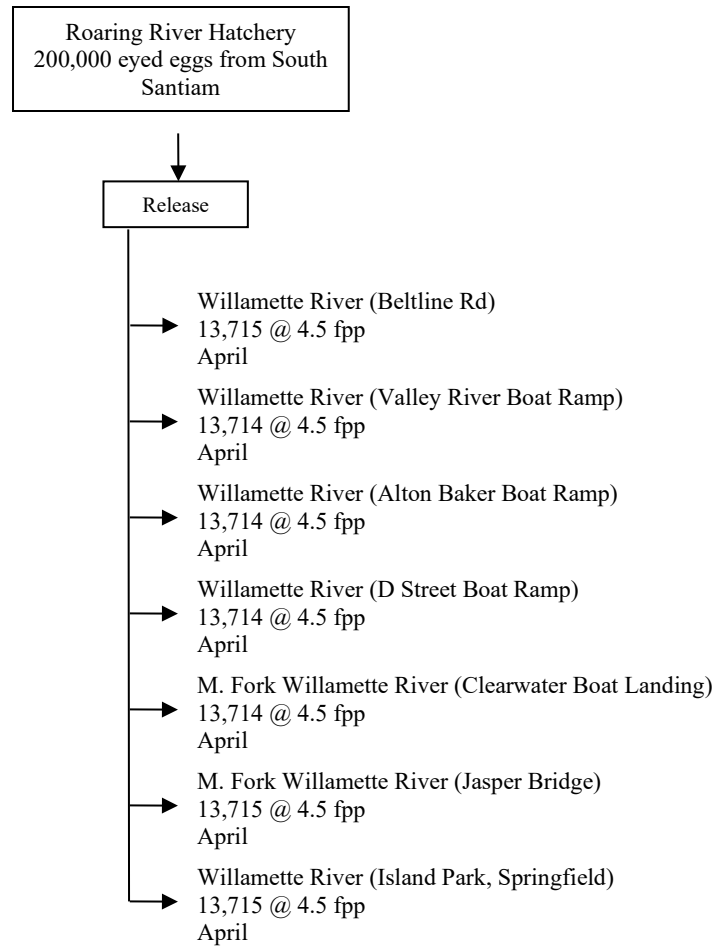 Roaring River Hatchery
200,000 eyed eggs from South
Santiam
Release
Willamette River (Beltline Rd)
13,715 @ 4.5 fpp
April
Willamette River (Valley River Boat Ramp)
13,714 @ 4.5 fpp
April
Willamette River (Alton Baker Boat Ramp)
13,714 @ 4.5 fpp
April
Willamette River (D Street Boat Ramp)
13,714 @ 4.5 fpp
April
M. Fork Willamette River (Clearwater Boat Landing)
13,714 @ 4.5 fpp
April
M. Fork Willamette River (Jasper Bridge)
13,715 @ 4.5 fpp
April
Willamette River (Island Park, Springfield)
13,715 @ 4.5 fpp
April